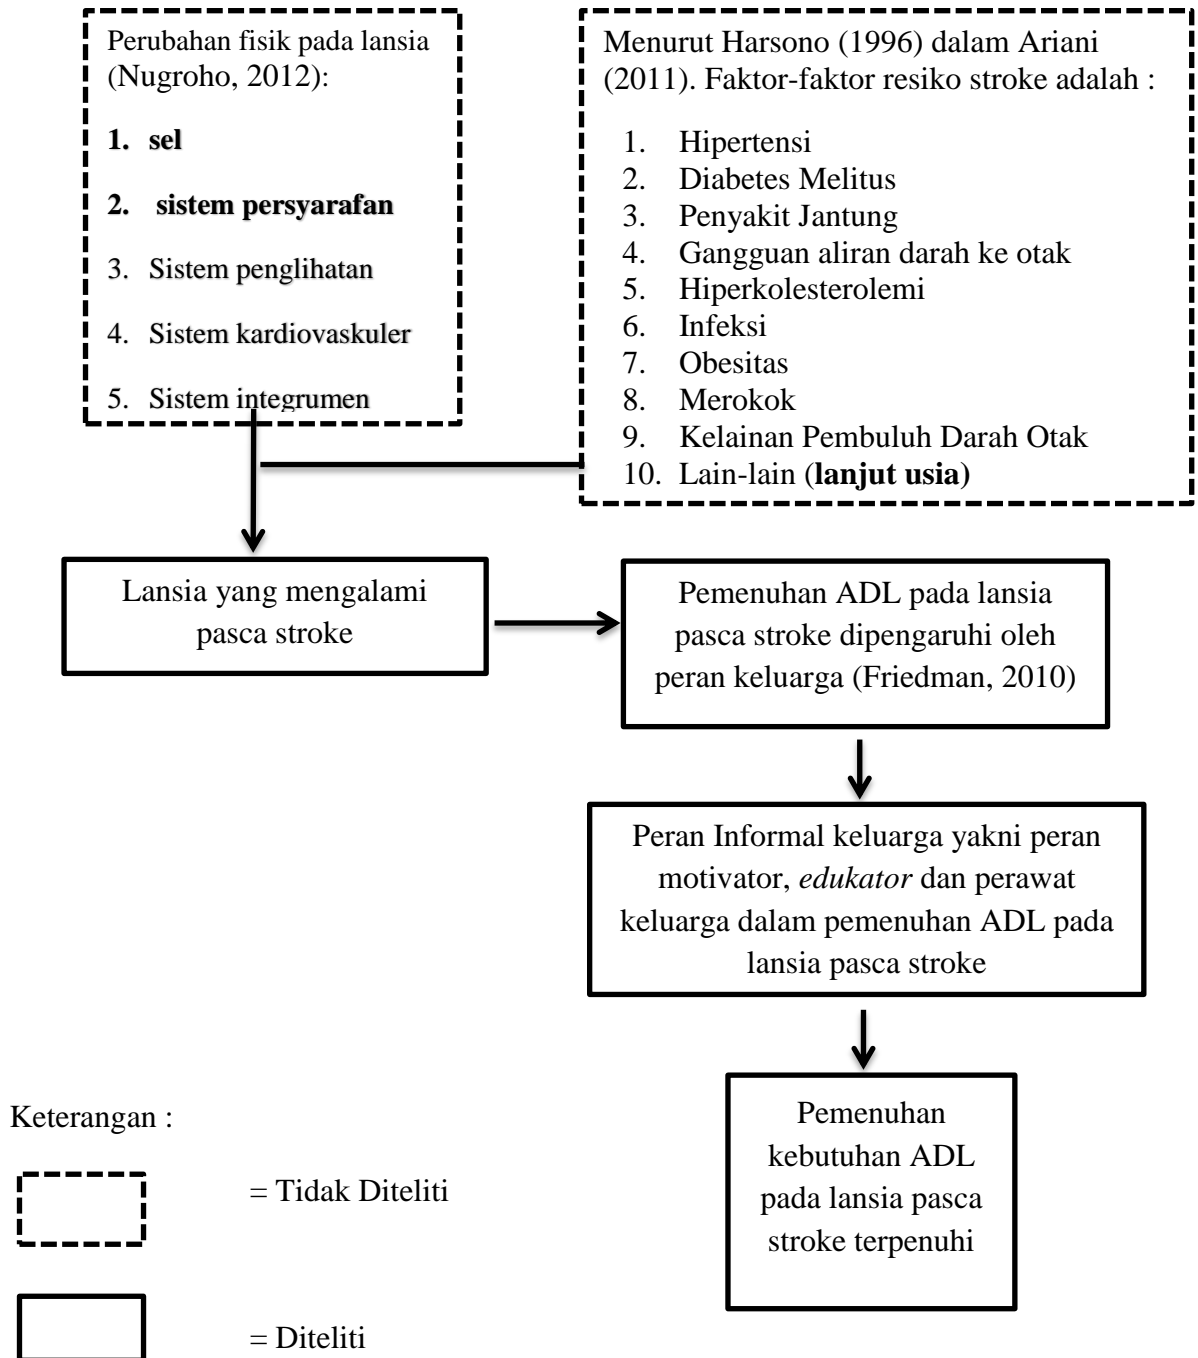 Perubahan fisik pada lansia
(Nugroho, 2012):
1. sel
2. sistem persyarafan
3. Sistem penglihatan
4. Sistem kardiovaskuler
5. Sistem integrumen
Menurut Harsono (1996) dalam Ariani
(2011). Faktor-faktor resiko stroke adalah :
1. Hipertensi
2. Diabetes Melitus
3. Penyakit Jantung
4. Gangguan aliran darah ke otak
5. Hiperkolesterolemi
6. Infeksi
7. Obesitas
8. Merokok
9. Kelainan Pembuluh Darah Otak
10. Lain-lain (lanjut usia)
Lansia yang mengalami
pasca stroke
Pemenuhan ADL pada lansia
pasca stroke dipengaruhi oleh
peran keluarga (Friedman, 2010)
Peran Informal keluarga yakni peran
motivator, edukator dan perawat
keluarga dalam pemenuhan ADL pada
lansia pasca stroke
Pemenuhan
kebutuhan ADL
pada lansia pasca
stroke terpenuhi
Keterangan :
= Tidak Diteliti
= Diteliti